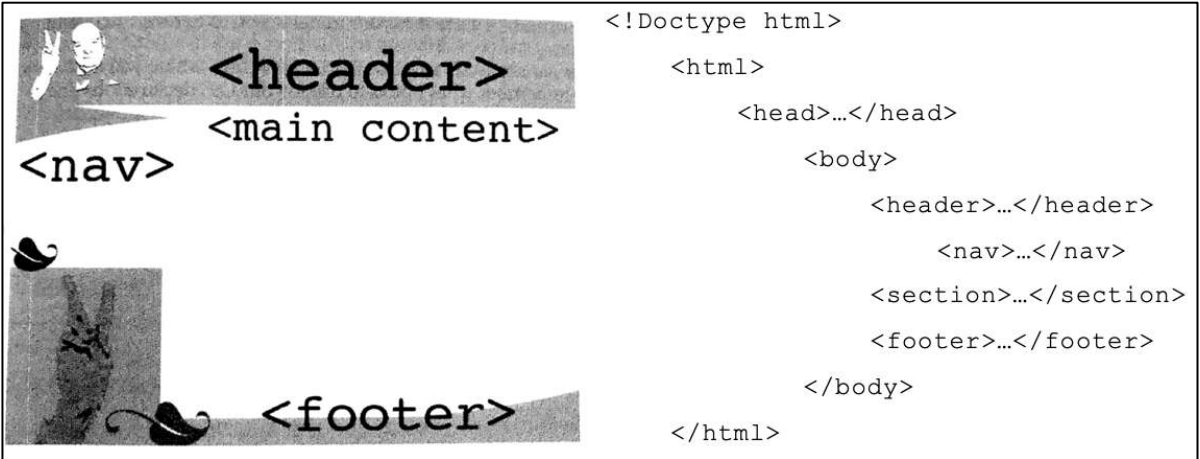 <header>
<main content>
<nav>
<footer>
<!Doctype html>
<html>
<head>…</head>
<body>
<header>…</header>
<nav>…</nav>
<section>…</section>
<footer>…</footer>
</body>
</html>